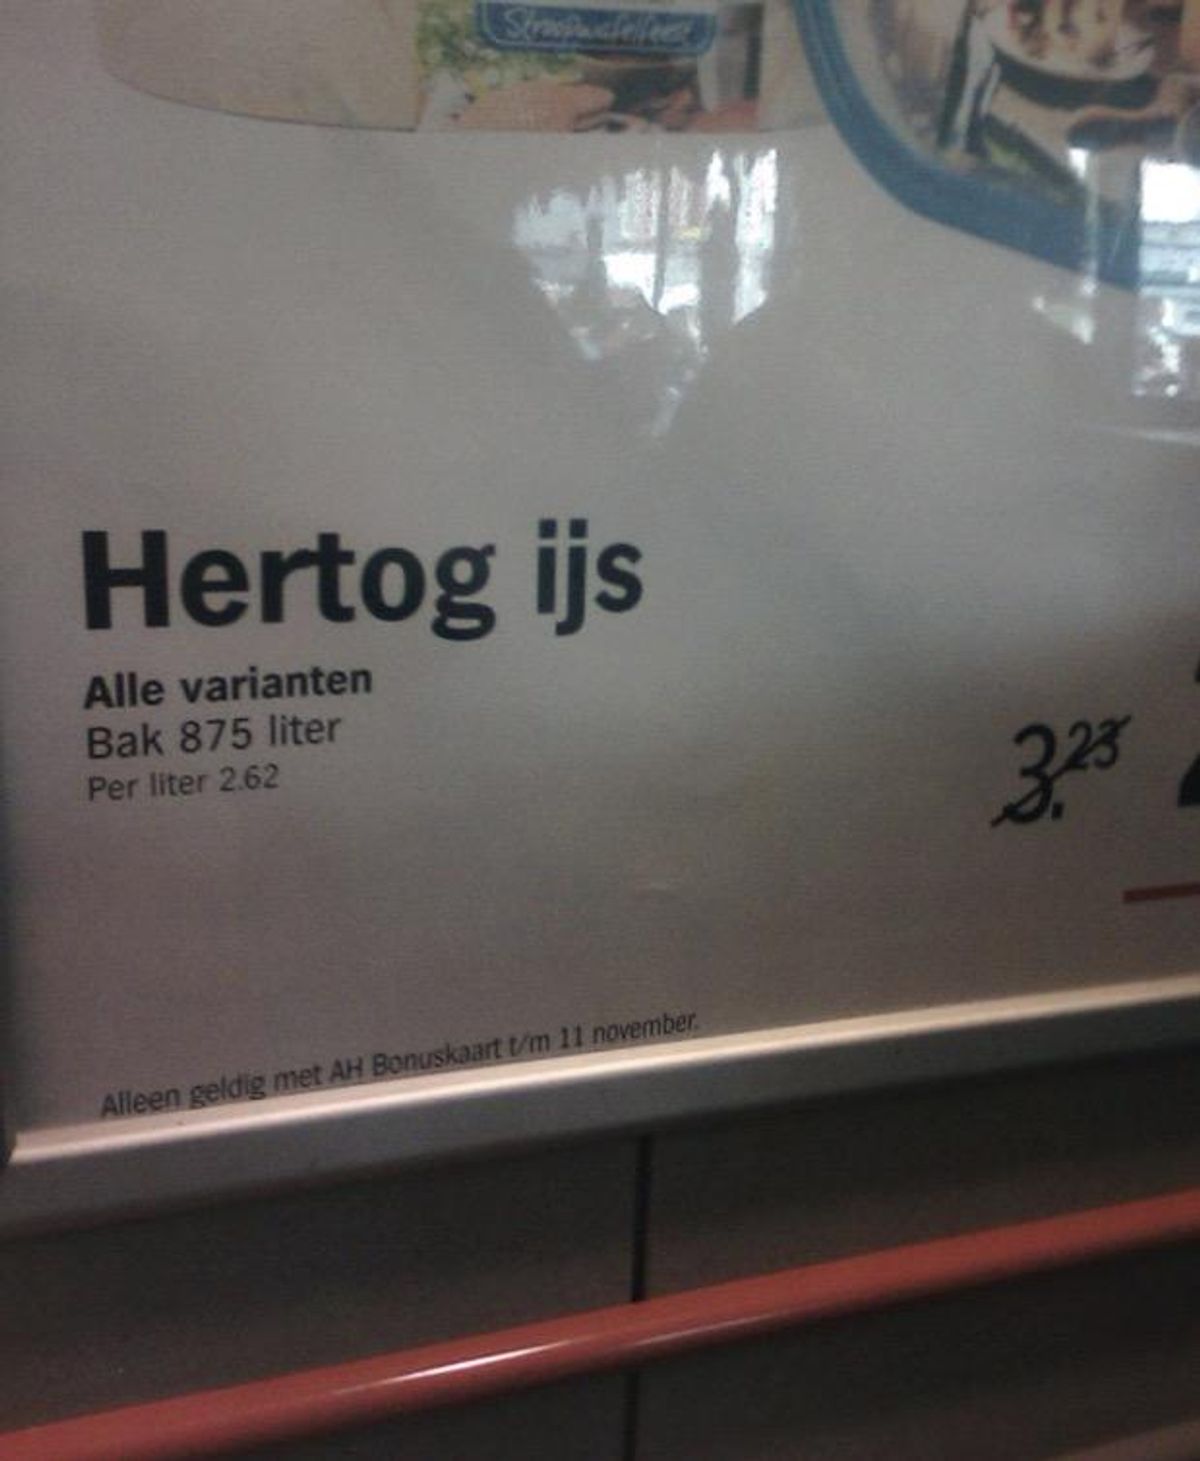 Stroopwafelfeest
Hertog ijs
Alle varianten
Bak 875 liter
Per liter 2.62
3.23
Alleen geldig met AH Bonuskaart t/m 11 november.